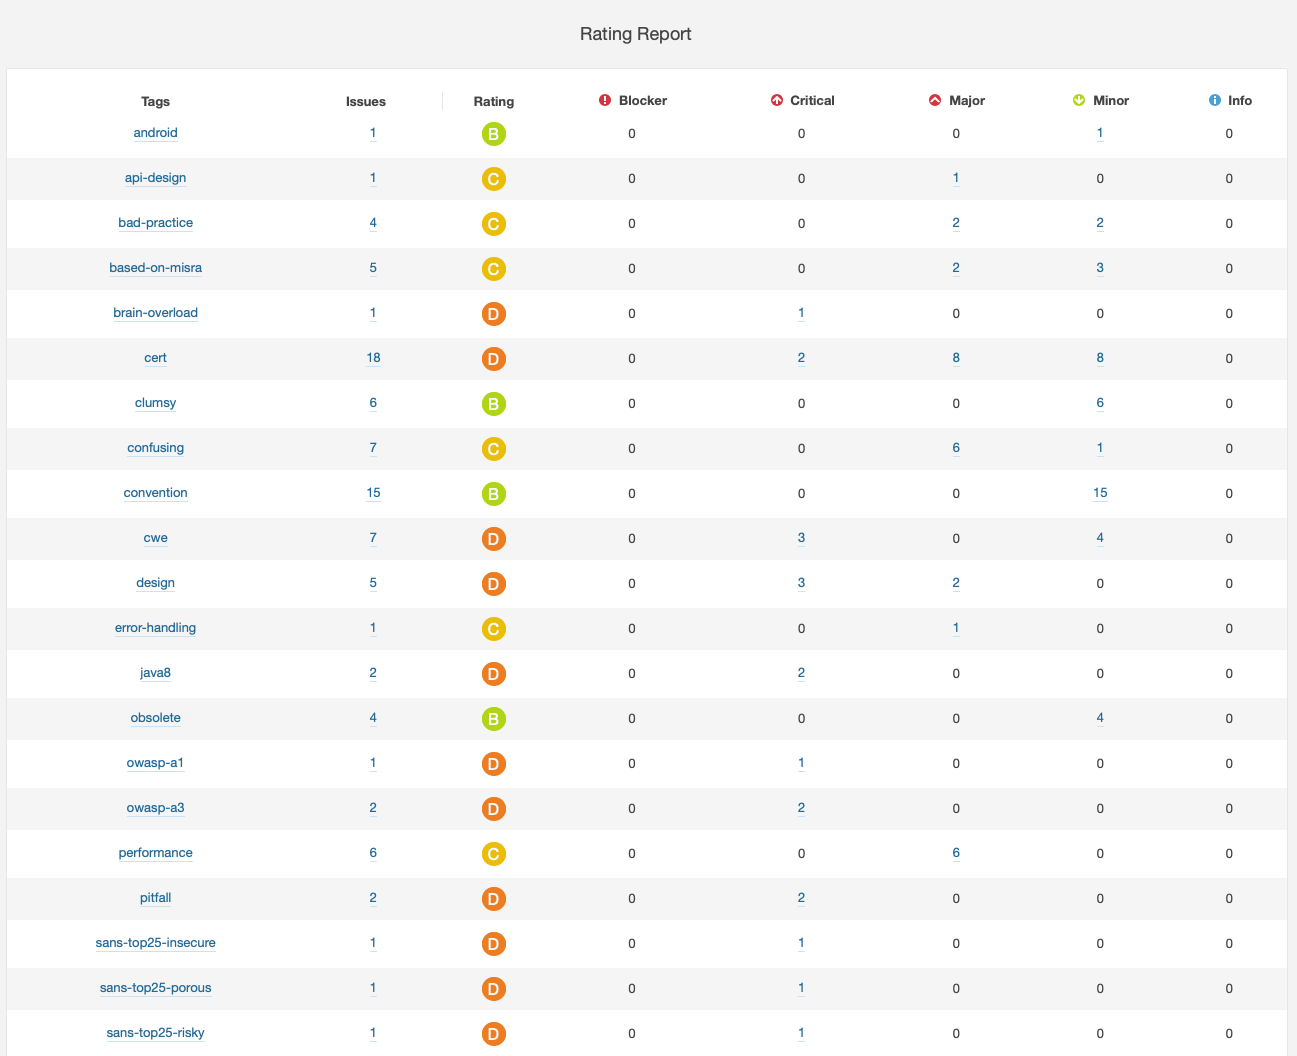 Rating Report
Tags Issues Rating Blocker Critical Major Minor Info
android 1 B 0 0 0 1 0
api-design 1 C 0 0 1 0 0
bad-practice 4 C 0 0 2 2 0
based-on-misra 5 C 0 0 2 3 0
brain-overload 1 D 0 1 0 0 0
cert 18 D 0 2 8 8 0
clumsy 6 B 0 0 0 6 0
confusing 7 C 0 0 6 1 0
convention 15 B 0 0 0 15 0
cwe 7 D 0 3 0 4 0
design 5 D 0 3 2 0 0
error-handling 1 C 0 0 1 0 0
java8 2 D 0 2 0 0 0
obsolete 4 B 0 0 0 4 0
owasp-a1 1 D 0 1 0 0 0
owasp-a3 2 D 0 2 0 0 0
performance 6 C 0 0 6 0 0
pitfall 2 D 0 2 0 0 0
sans-top25-insecure 1 D 0 1 0 0 0
sans-top25-porous 1 D 0 1 0 0 0
sans-top25-risky 1 D 0 1 0 0 0